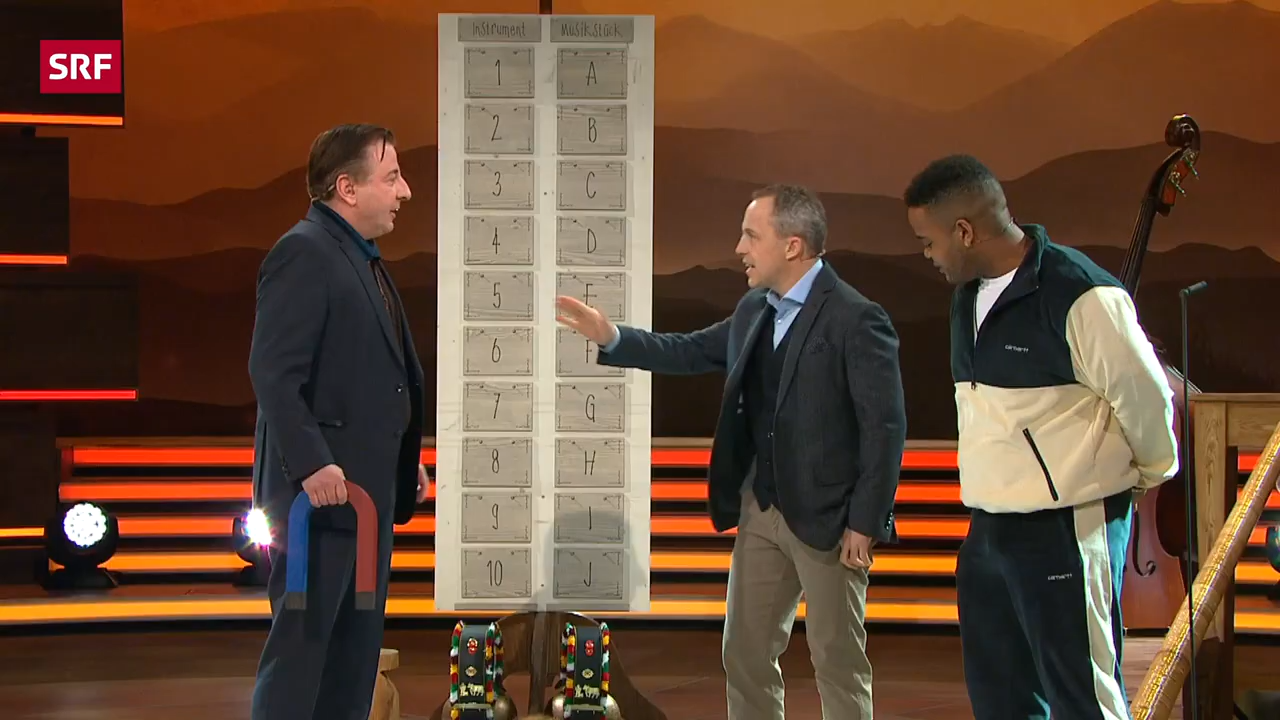 SRF
Instrument Musikstück
1 A
2 B
3 C
4 D
5 E
6 F
7 G
8 H
9 I
10 J
carhartt
carhartt